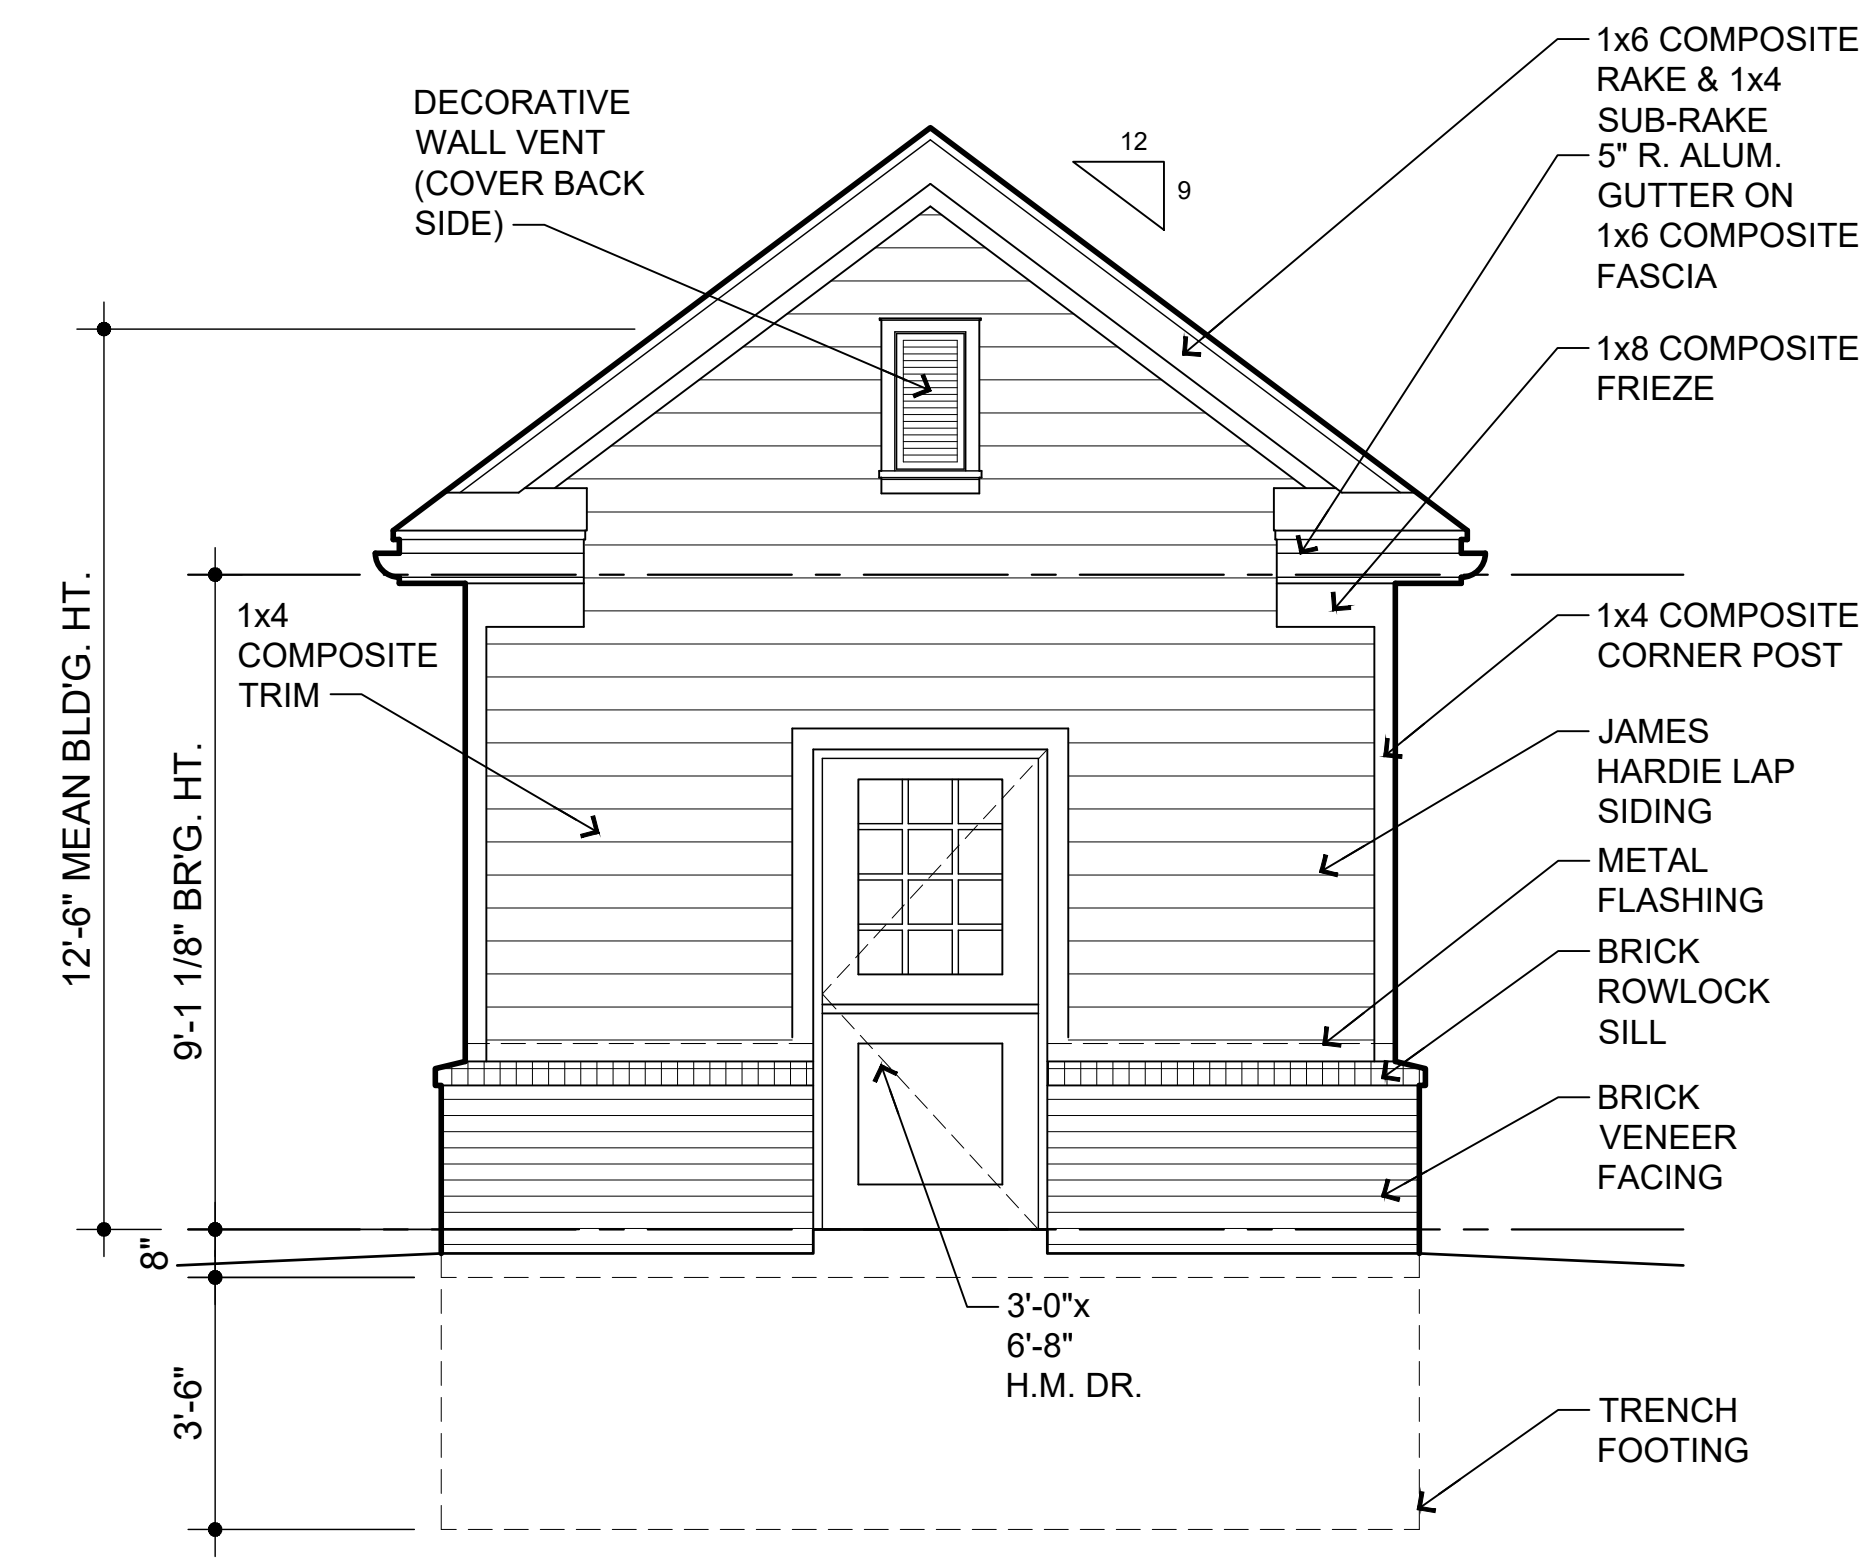 DECORATIVE
WALL VENT
(COVER BACK
SIDE)
12
9
1x6 COMPOSITE
RAKE & 1x4
SUB-RAKE
5" R. ALUM.
GUTTER ON
1x6 COMPOSITE
FASCIA
1x8 COMPOSITE
FRIEZE
1x4
COMPOSITE
TRIM
1x4 COMPOSITE
CORNER POST
JAMES
HARDIE LAP
SIDING
METAL
FLASHING
BRICK
ROWLOCK
SILL
BRICK
VENEER
FACING
12'-6" MEAN BLD'G. HT.
9'-1 1/8" BR'G. HT.
8"
3'-6"
3'-0"x
6'-8"
H.M. DR.
TRENCH
FOOTING